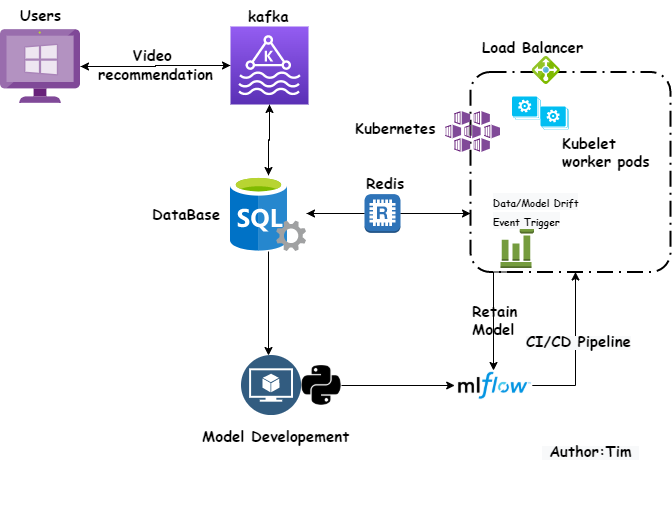 Users
kafka
Video
recommendation
K
Load Balancer
Kubernetes
Kubelet
worker pods
Redis
R
DataBase
SQL
Data/Model Drift
Event Trigger
Retain
Model
CI/CD Pipeline
mlflow
Model Developement
Author:Tim